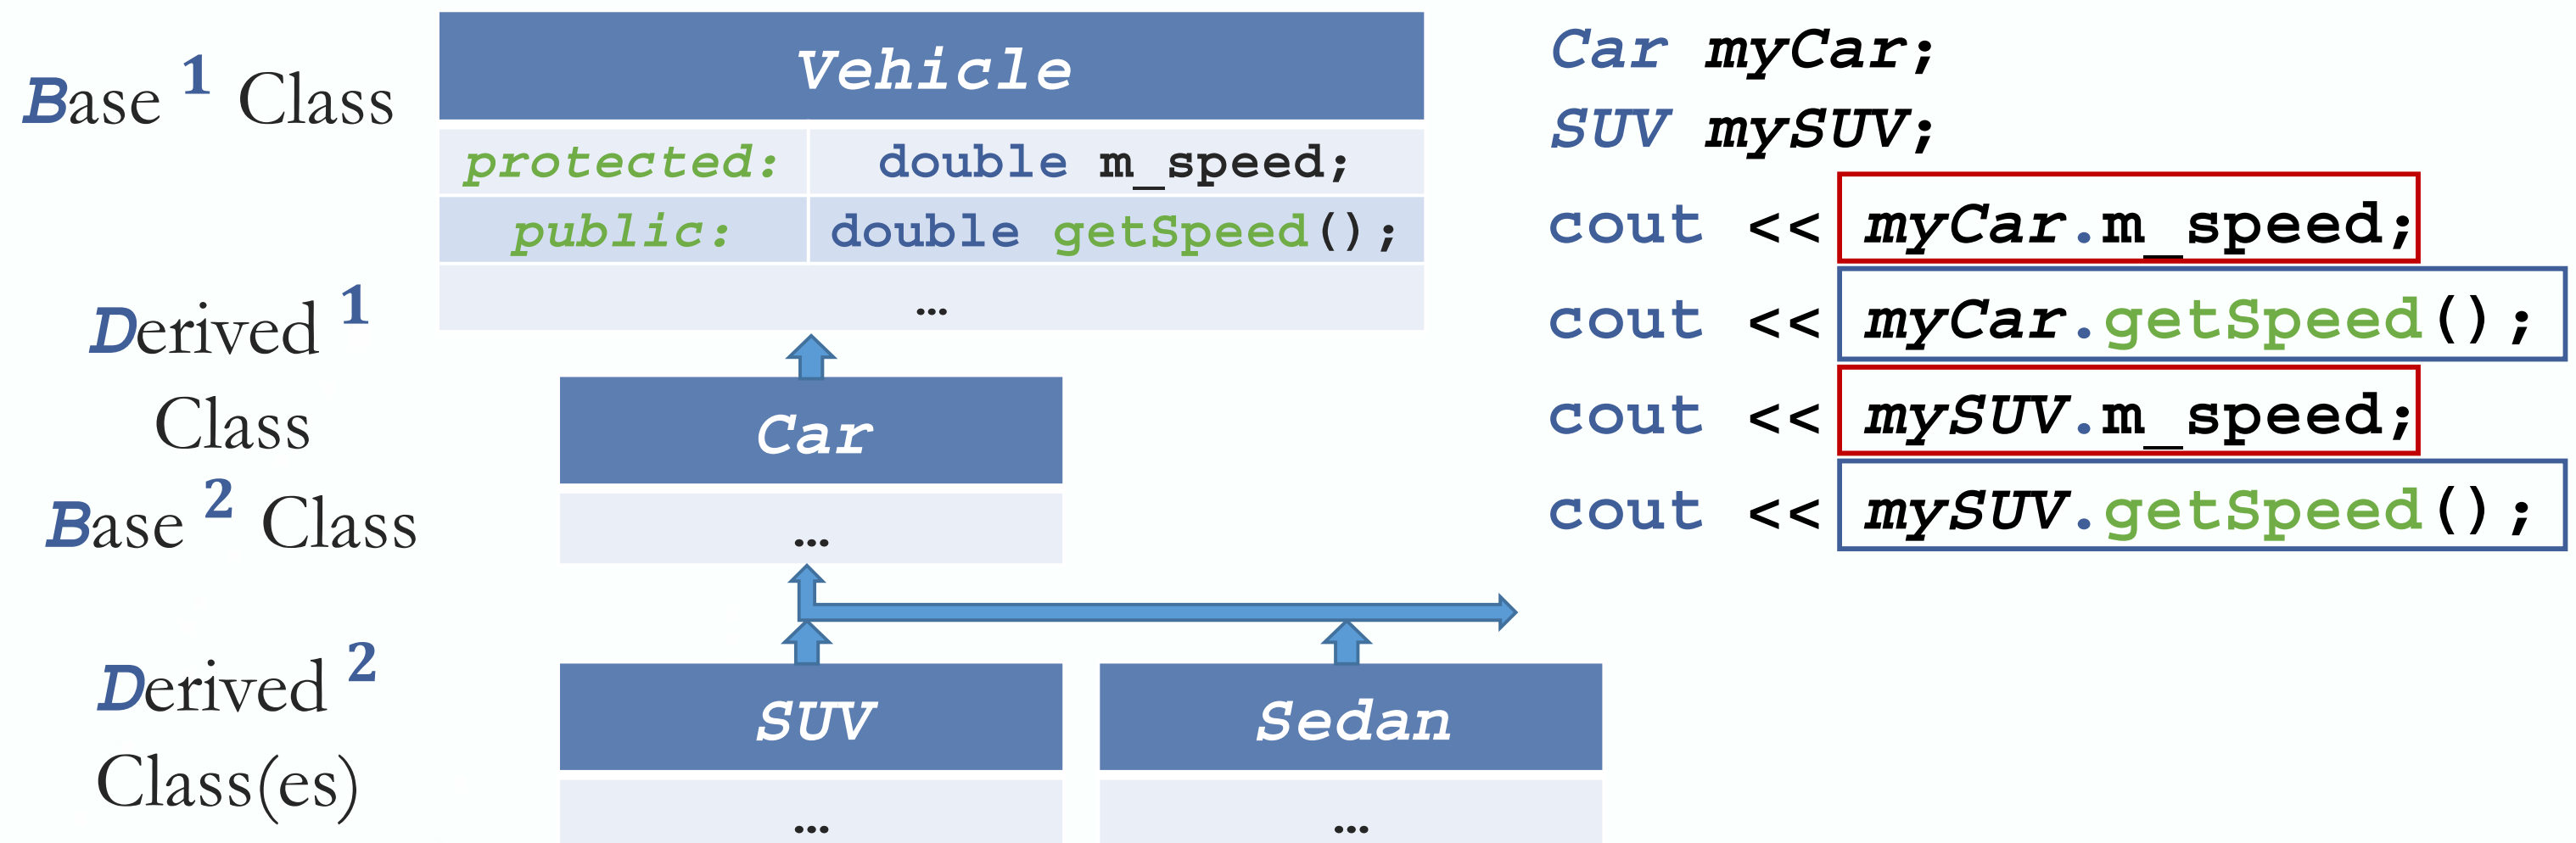 Base 1 Class
Vehicle
protected: double m_speed;
public: double getSpeed();
...
Derived 1
Class
Car
Base 2 Class
...
Derived 2
Class(es)
SUV
...
Sedan
...
Car myCar;
SUV mySUV;
cout << myCar.m_speed;
cout << myCar.getSpeed();
cout << mySUV.m_speed;
cout << mySUV.getSpeed();